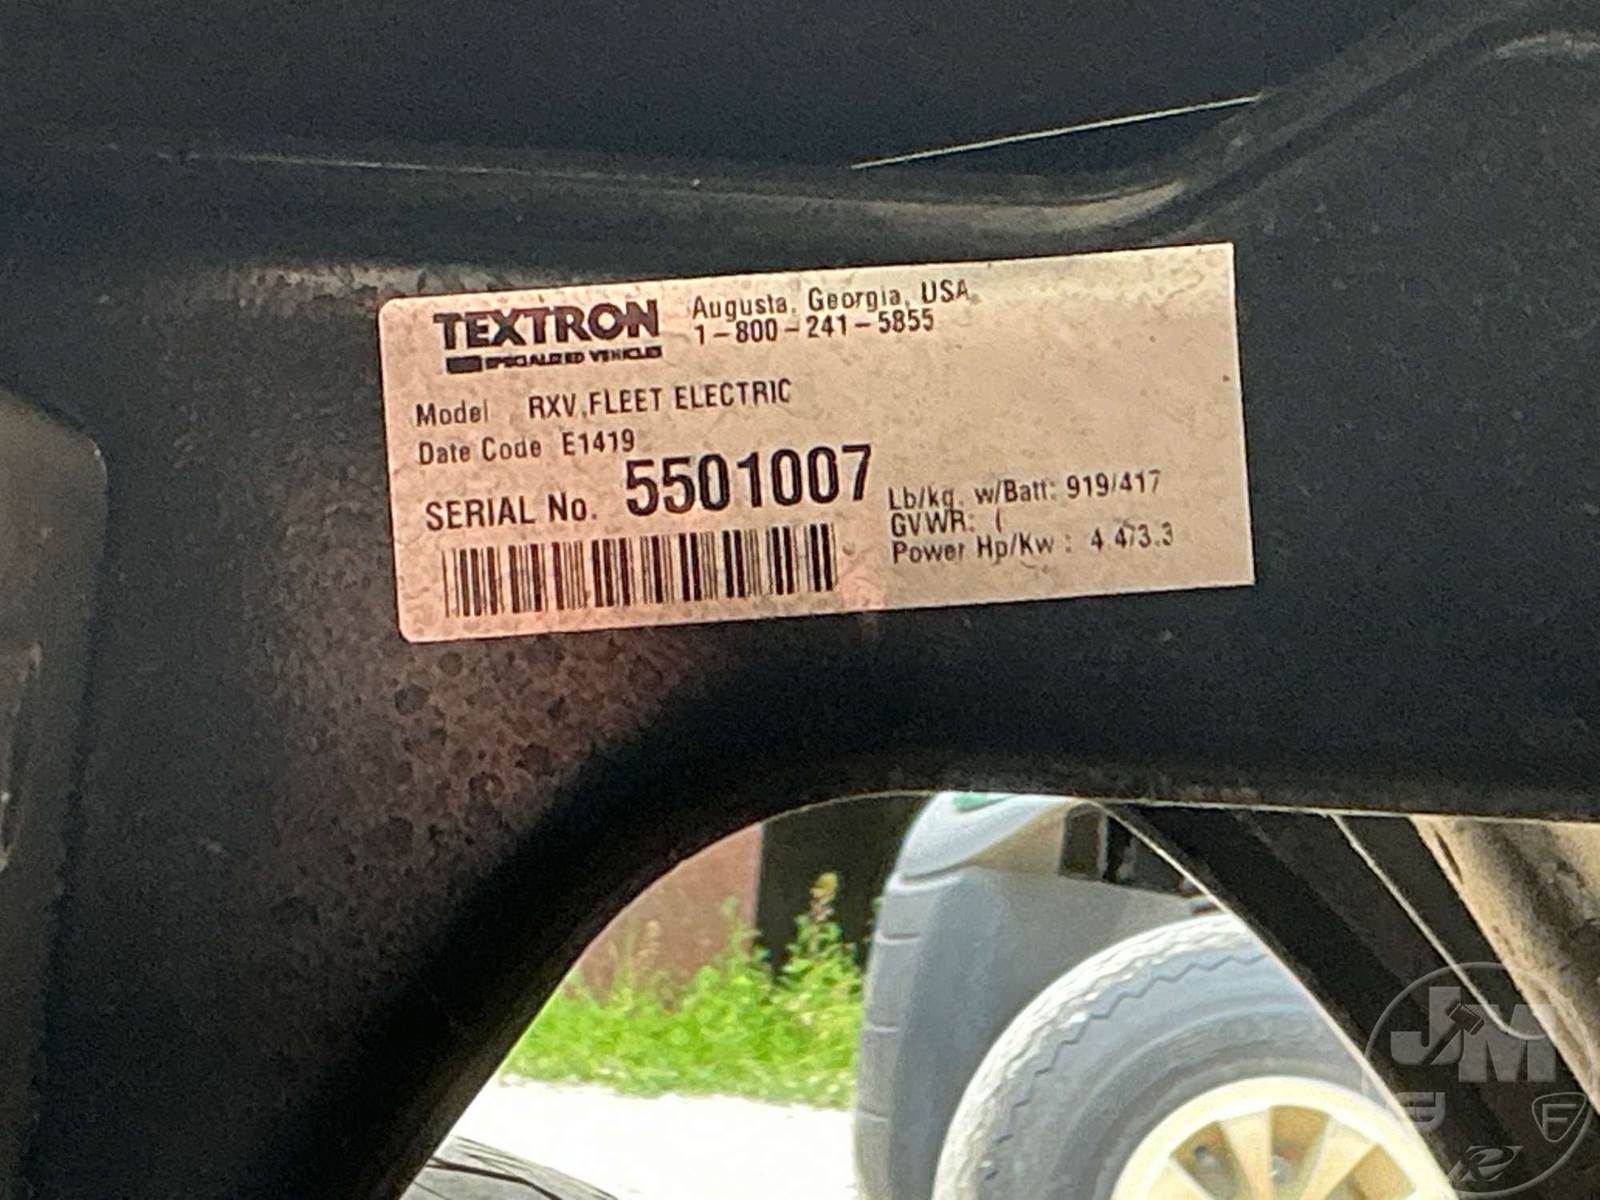 TEXTRON
SPECIALIZED VEHICLES
Augusta, Georgia, USA
1-800-241-5855
Model RXV,FLEET ELECTRIC
Date Code E1419
SERIAL No. 5501007
Lb/kg. w/Batt: 919/417
GVWR: (
Power Hp/Kw : 4.4/3.3
JM